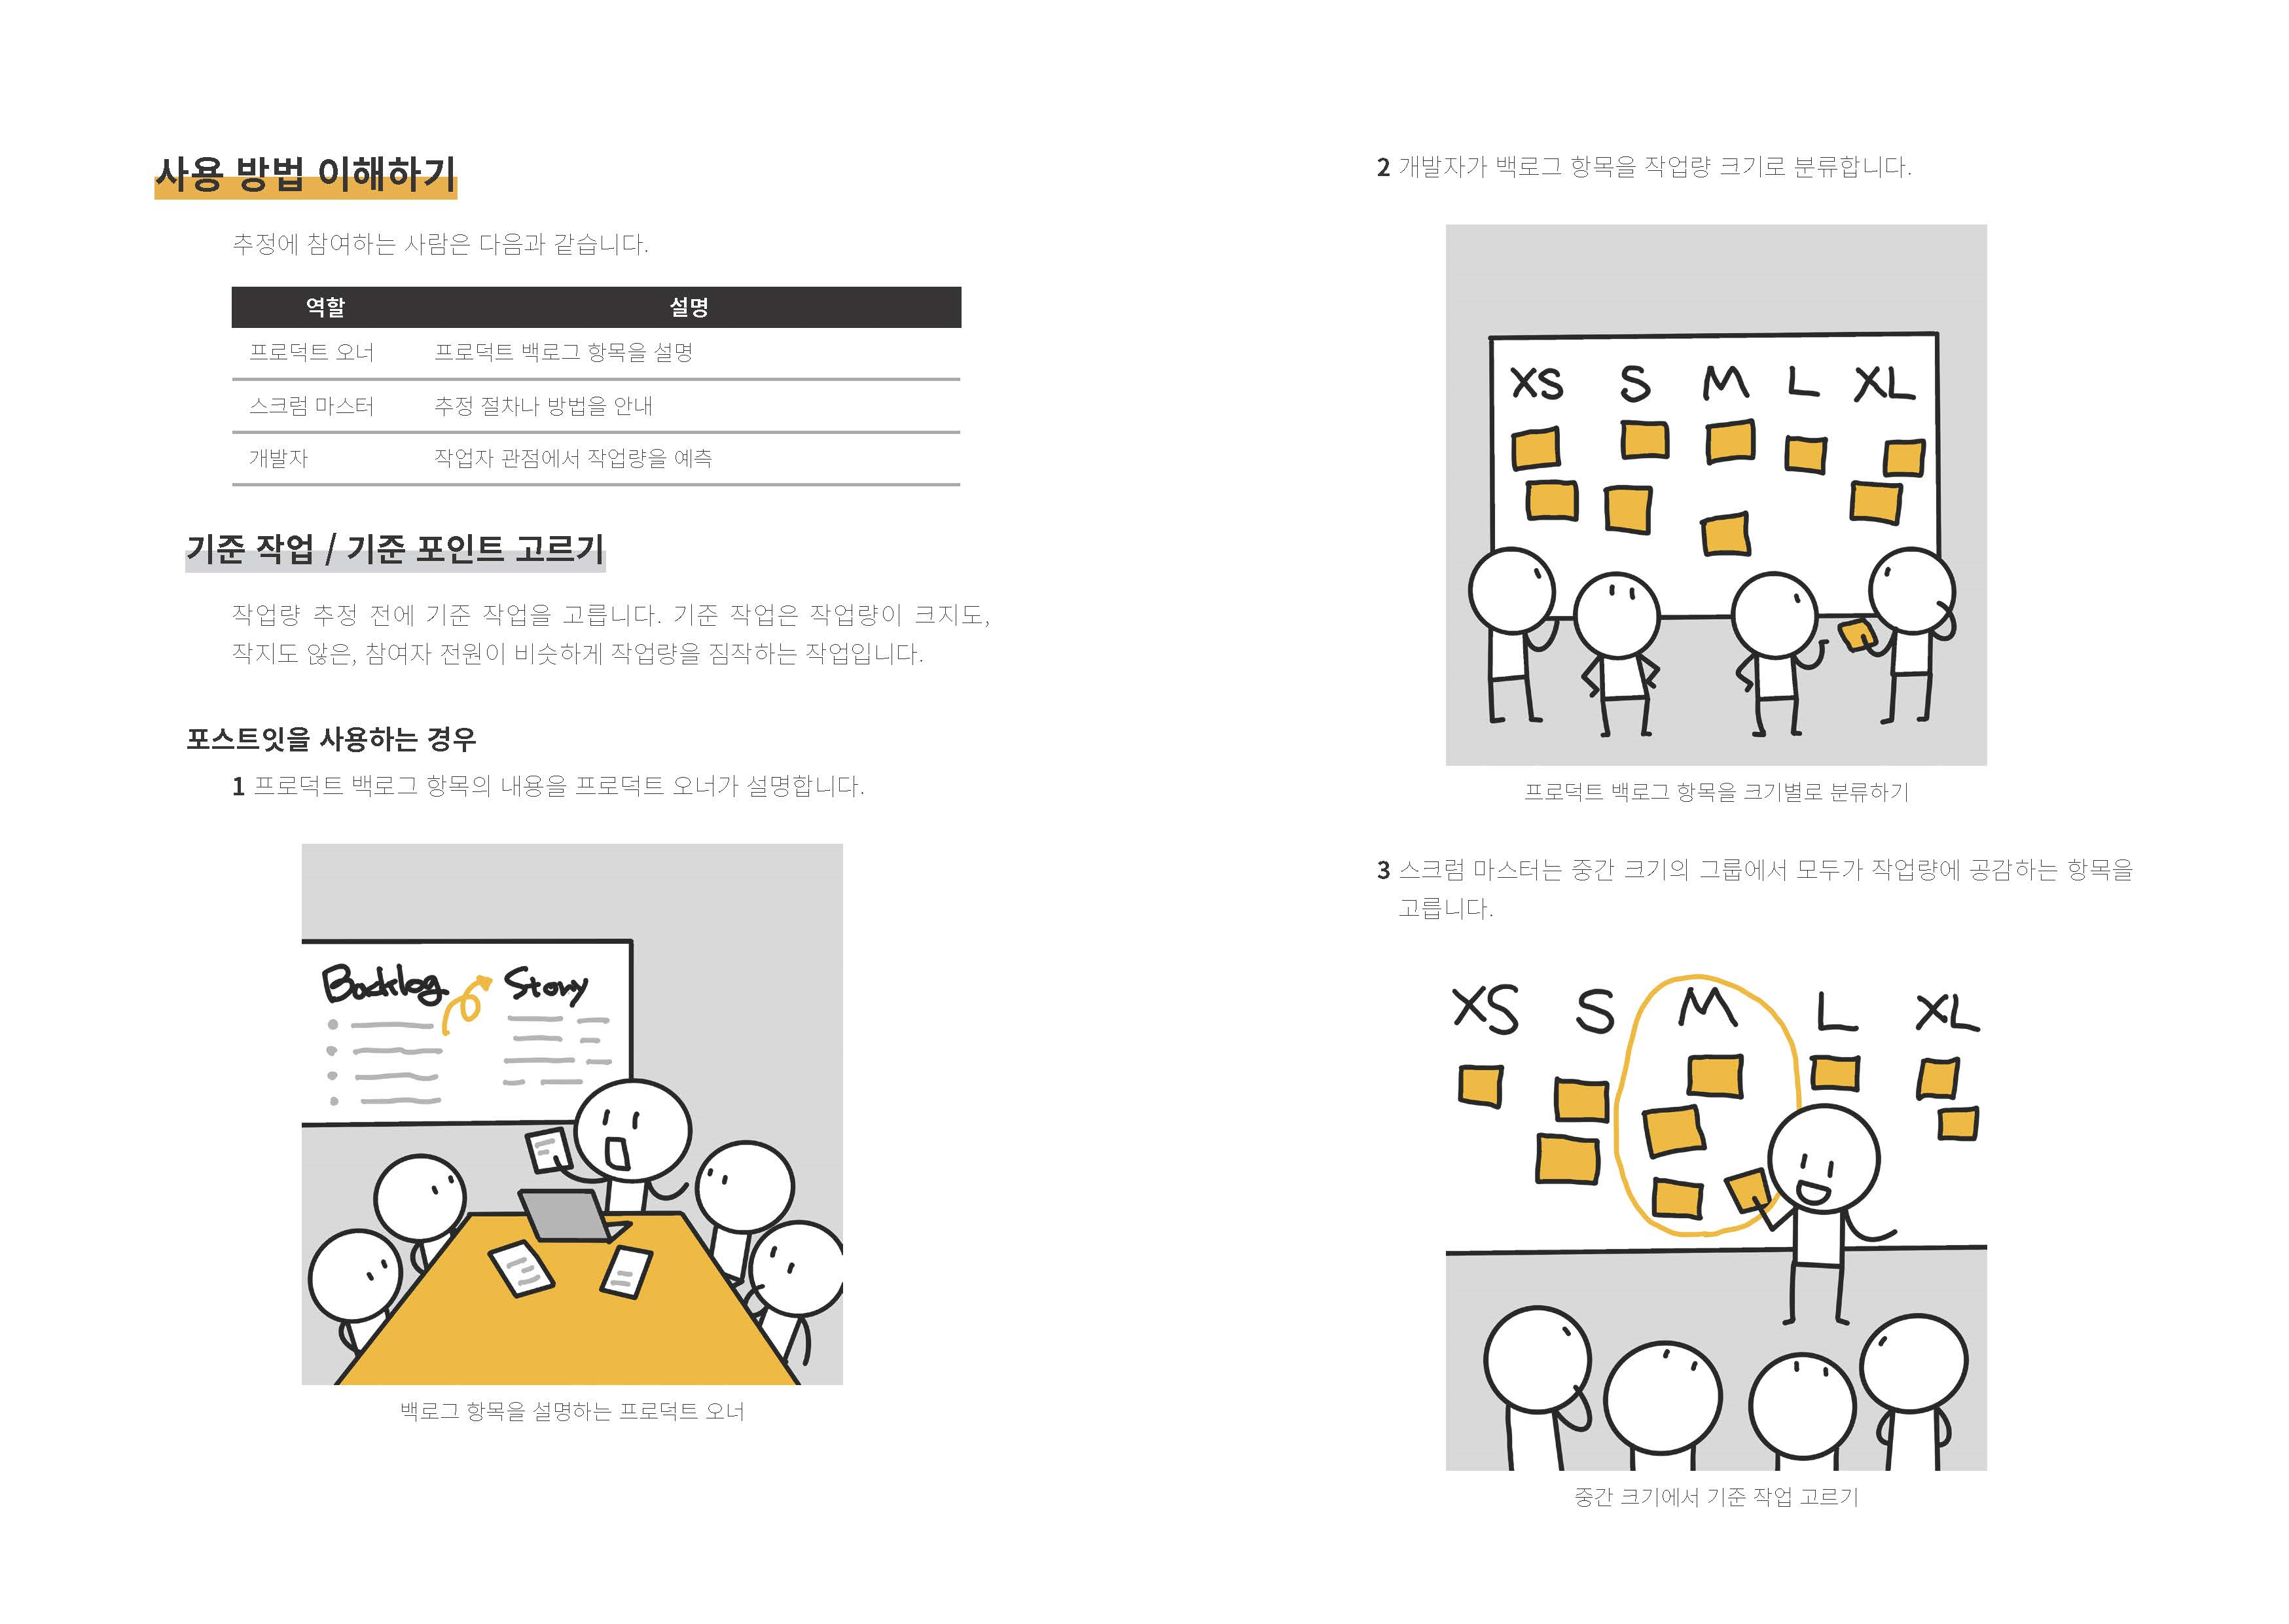 사용 방법 이해하기
추정에 참여하는 사람은 다음과 같습니다.
역할 설명
프로덕트 오너 프로덕트 백로그 항목을 설명
스크럼 마스터 추정 절차나 방법을 안내
개발자 작업자 관점에서 작업량을 예측
기준 작업 / 기준 포인트 고르기
작업량 추정 전에 기준 작업을 고릅니다. 기준 작업은 작업량이 크지도,
작지도 않은, 참여자 전원이 비슷하게 작업량을 짐작하는 작업입니다.
포스트잇을 사용하는 경우
1 프로덕트 백로그 항목의 내용을 프로덕트 오너가 설명합니다.
Backlog Story
백로그 항목을 설명하는 프로덕트 오너
2 개발자가 백로그 항목을 작업량 크기로 분류합니다.
XS S M L XL
프로덕트 백로그 항목을 크기별로 분류하기
3 스크럼 마스터는 중간 크기의 그룹에서 모두가 작업량에 공감하는 항목을
고릅니다.
XS S M L XL
중간 크기에서 기준 작업 고르기